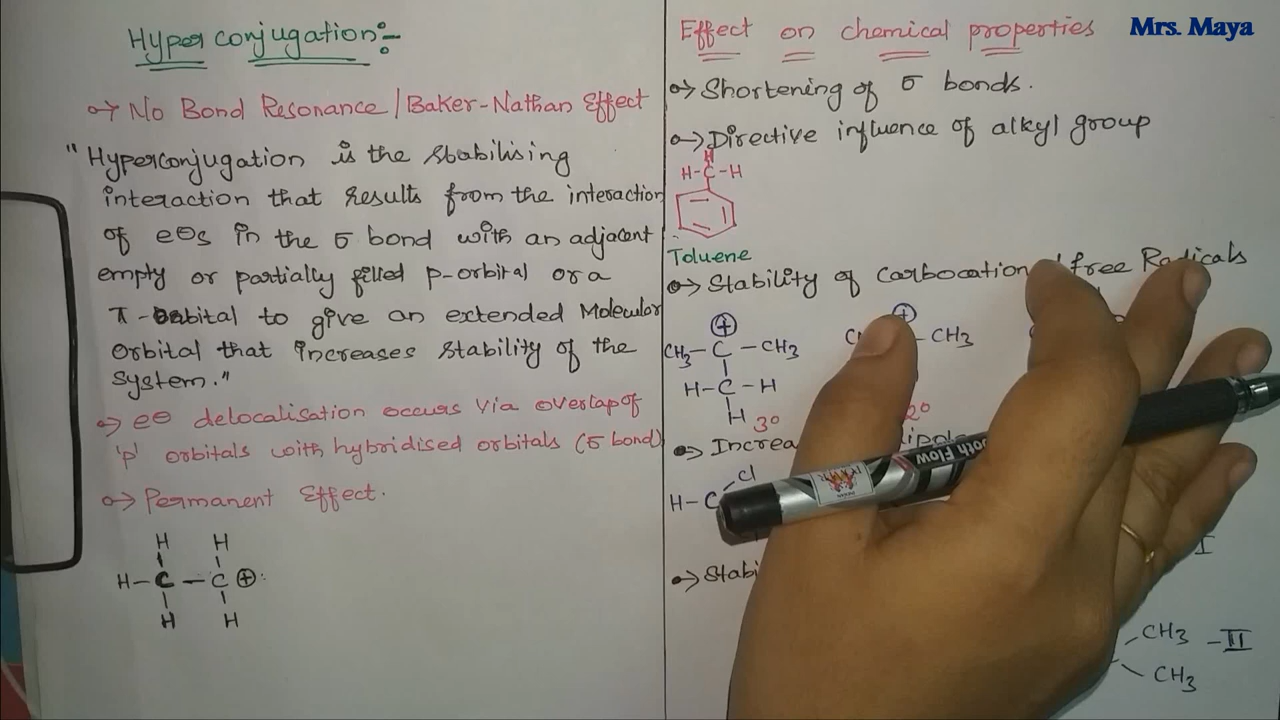 Hyperconjugation:-
→ No Bond Resonance / Baker-Nathan Effect
"Hyperconjugation is the stabilising
interaction that results from the interaction
of e⊖s in the σ bond with an adjacent
empty or partially filled p-orbital or a
π-orbital to give an extended Molecular
Orbital that increases stability of the
System."
→ e⊖ delocalisation occurs via overlap of
'p' orbitals with hybridised orbitals (σ bond)
→ Permanent Effect.
H H
H-C-C⊕
H H
Mrs. Maya
Effect on chemical properties
→ Shortening of σ bonds.
→ Directive influence of alkyl group
H
H-C-H
Toluene
→ Stability of Carbocation free Radicals
⊕ ⊕
CH3-C-CH3 CH3
H-C-H
H 3° 2°
→
Cl
H-C
Flow
I
→
CH3 -II
CH3